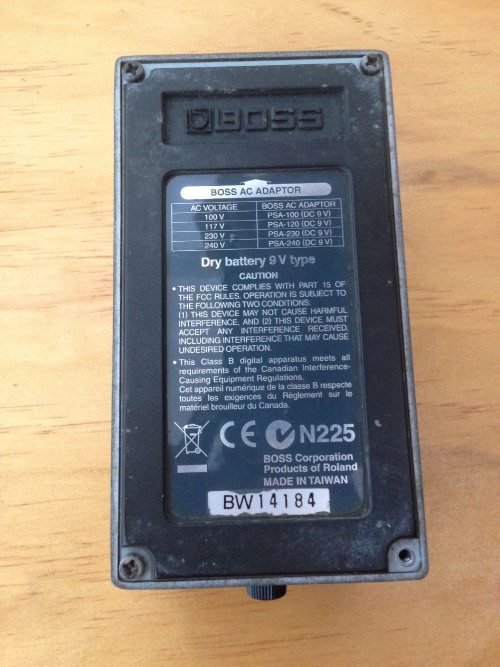 BOSS
BOSS AC ADAPTOR
AC VOLTAGE BOSS AC ADAPTOR
100 V PSA-100 (DC 9 V)
117 V PSA-120 (DC 9 V)
230 V PSA-230 (DC 9 V)
240 V PSA-240 (DC 9 V)
Dry battery 9 V type
CAUTION
• THIS DEVICE COMPLIES WITH PART 15 OF
THE FCC RULES. OPERATION IS SUBJECT TO
THE FOLLOWING TWO CONDITIONS:
(1) THIS DEVICE MAY NOT CAUSE HARMFUL
INTERFERENCE, AND (2) THIS DEVICE MUST
ACCEPT ANY INTERFERENCE RECEIVED,
INCLUDING INTERFERENCE THAT MAY CAUSE
UNDESIRED OPERATION.
• This Class B digital apparatus meets all
requirements of the Canadian Interference-
Causing Equipment Regulations.
Cet appareil numérique de la classe B respecte
toutes les exigences du Règlement sur le
matériel brouilleur du Canada.
CE N225
BOSS Corporation
Products of Roland
MADE IN TAIWAN
BW14184